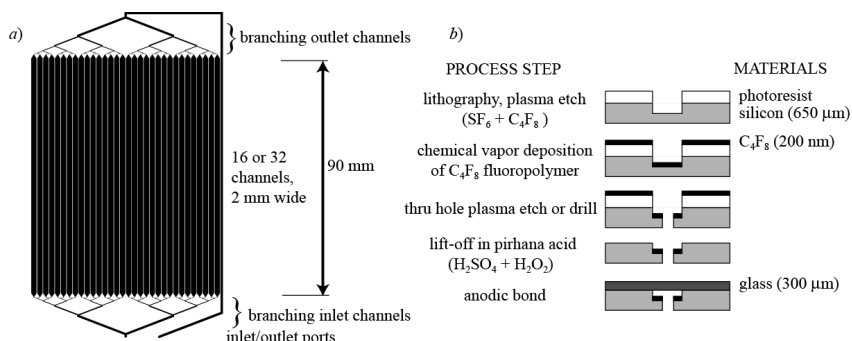 a)
branching outlet channels
16 or 32
channels,
2 mm wide
90 mm
branching inlet channels
inlet/outlet ports
b)
PROCESS STEP
MATERIALS
lithography, plasma etch
(SF₆ + C₄F₈ )
photoresist
silicon (650 μm)
chemical vapor deposition
of C₄F₈ fluoropolymer
C₄F₈ (200 nm)
thru hole plasma etch or drill
lift-off in pirhana acid
(H₂SO₄ + H₂O₂)
anodic bond
glass (300 μm)